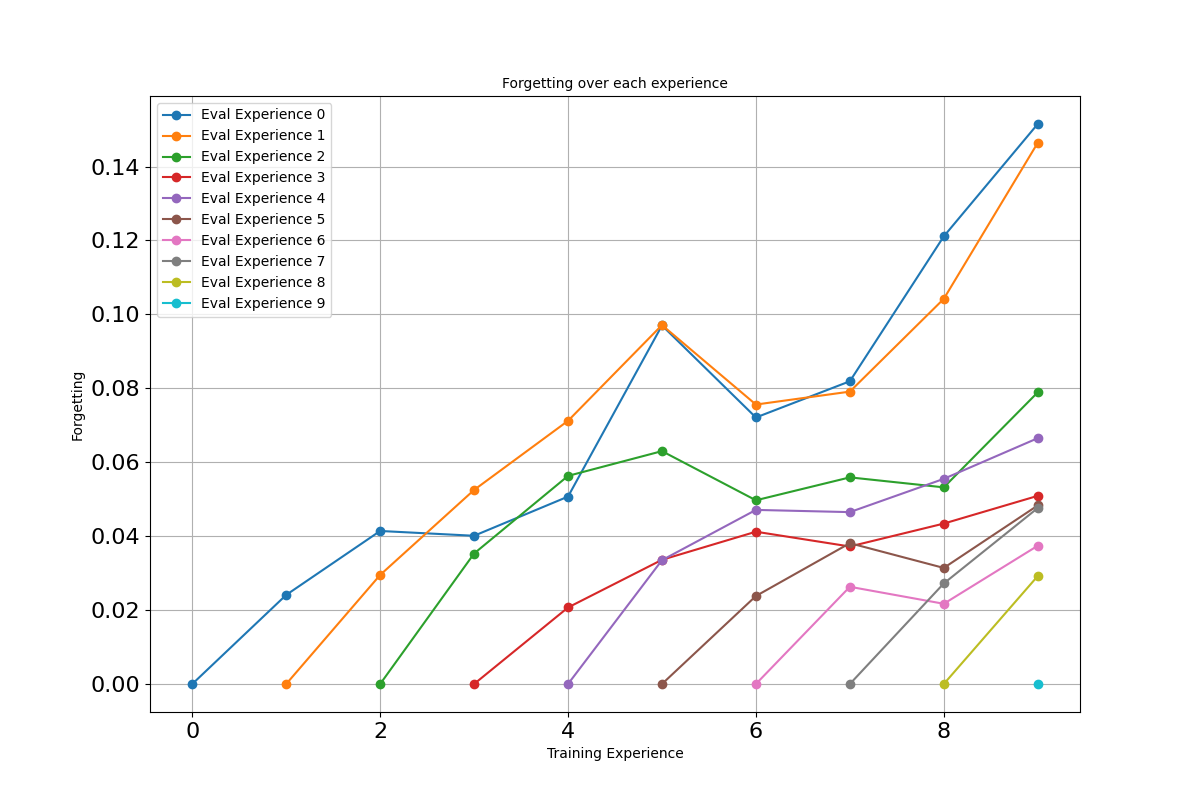 Forgetting over each experience
Eval Experience 0
Eval Experience 1
Eval Experience 2
Eval Experience 3
Eval Experience 4
Eval Experience 5
Eval Experience 6
Eval Experience 7
Eval Experience 8
Eval Experience 9
0.14
0.12
0.10
0.08
0.06
0.04
0.02
0.00
Forgetting
0 2 4 6 8
Training Experience